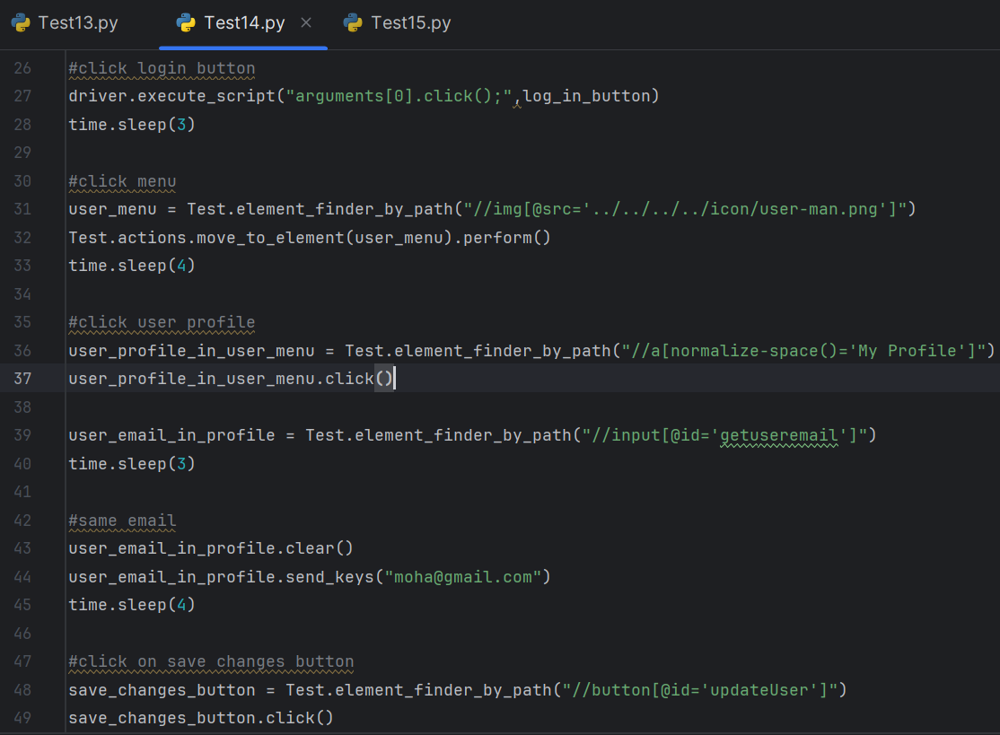 Test13.py Test14.py × Test15.py
26 #click login button
27 driver.execute_script("arguments[0].click();",log_in_button)
28 time.sleep(3)
29
30 #click menu
31 user_menu = Test.element_finder_by_path("//img[@src='../../../../icon/user-man.png']")
32 Test.actions.move_to_element(user_menu).perform()
33 time.sleep(4)
34
35 #click user profile
36 user_profile_in_user_menu = Test.element_finder_by_path("//a[normalize-space()='My Profile']")
37 user_profile_in_user_menu.click()
38
39 user_email_in_profile = Test.element_finder_by_path("//input[@id='getuseremail']")
40 time.sleep(3)
41
42 #same email
43 user_email_in_profile.clear()
44 user_email_in_profile.send_keys("moha@gmail.com")
45 time.sleep(4)
46
47 #click on save changes button
48 save_changes_button = Test.element_finder_by_path("//button[@id='updateUser']")
49 save_changes_button.click()